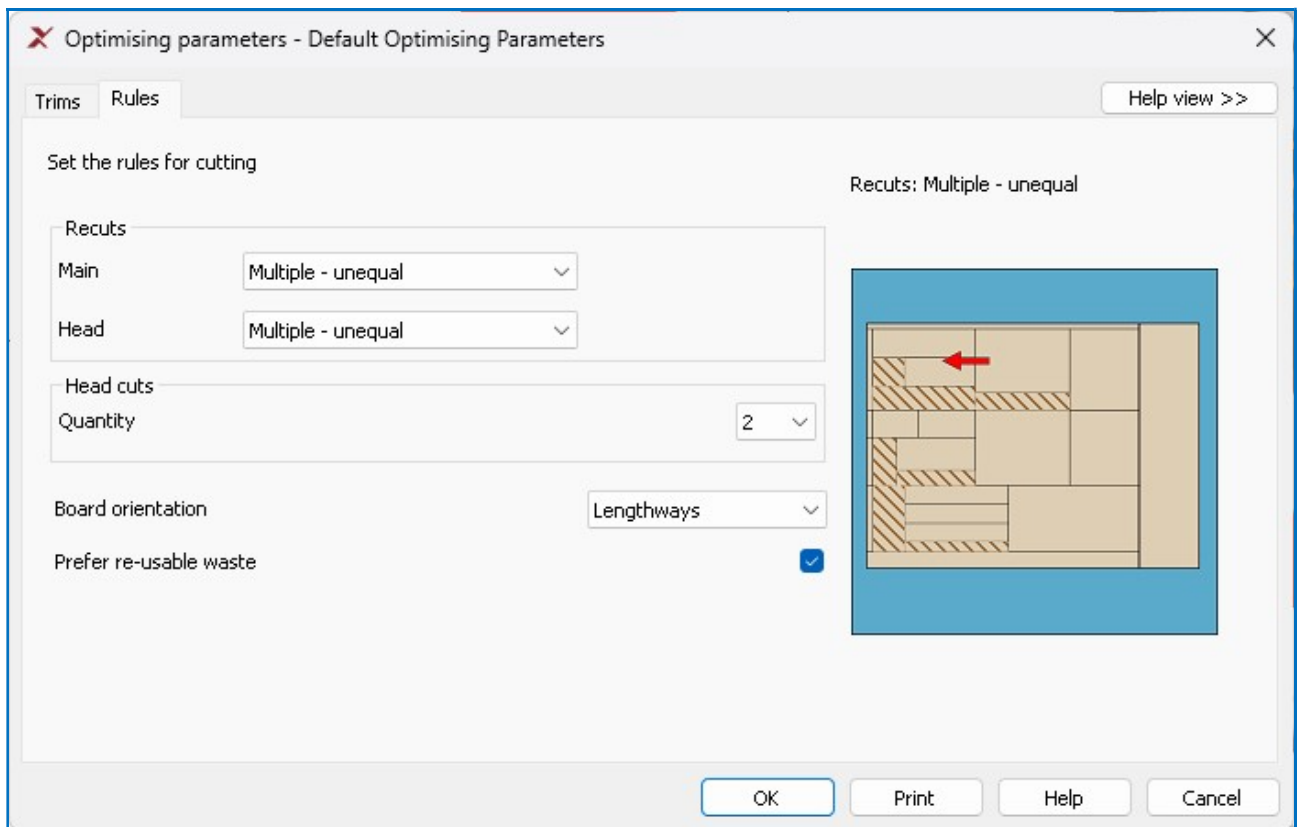 Optimising parameters - Default Optimising Parameters
Trims
Rules
Help view >>
Set the rules for cutting
Recuts: Multiple - unequal
Recuts
Main
Multiple - unequal
Head
Multiple - unequal
Head cuts
Quantity
2
Board orientation
Lengthways
Prefer re-usable waste
OK
Print
Help
Cancel